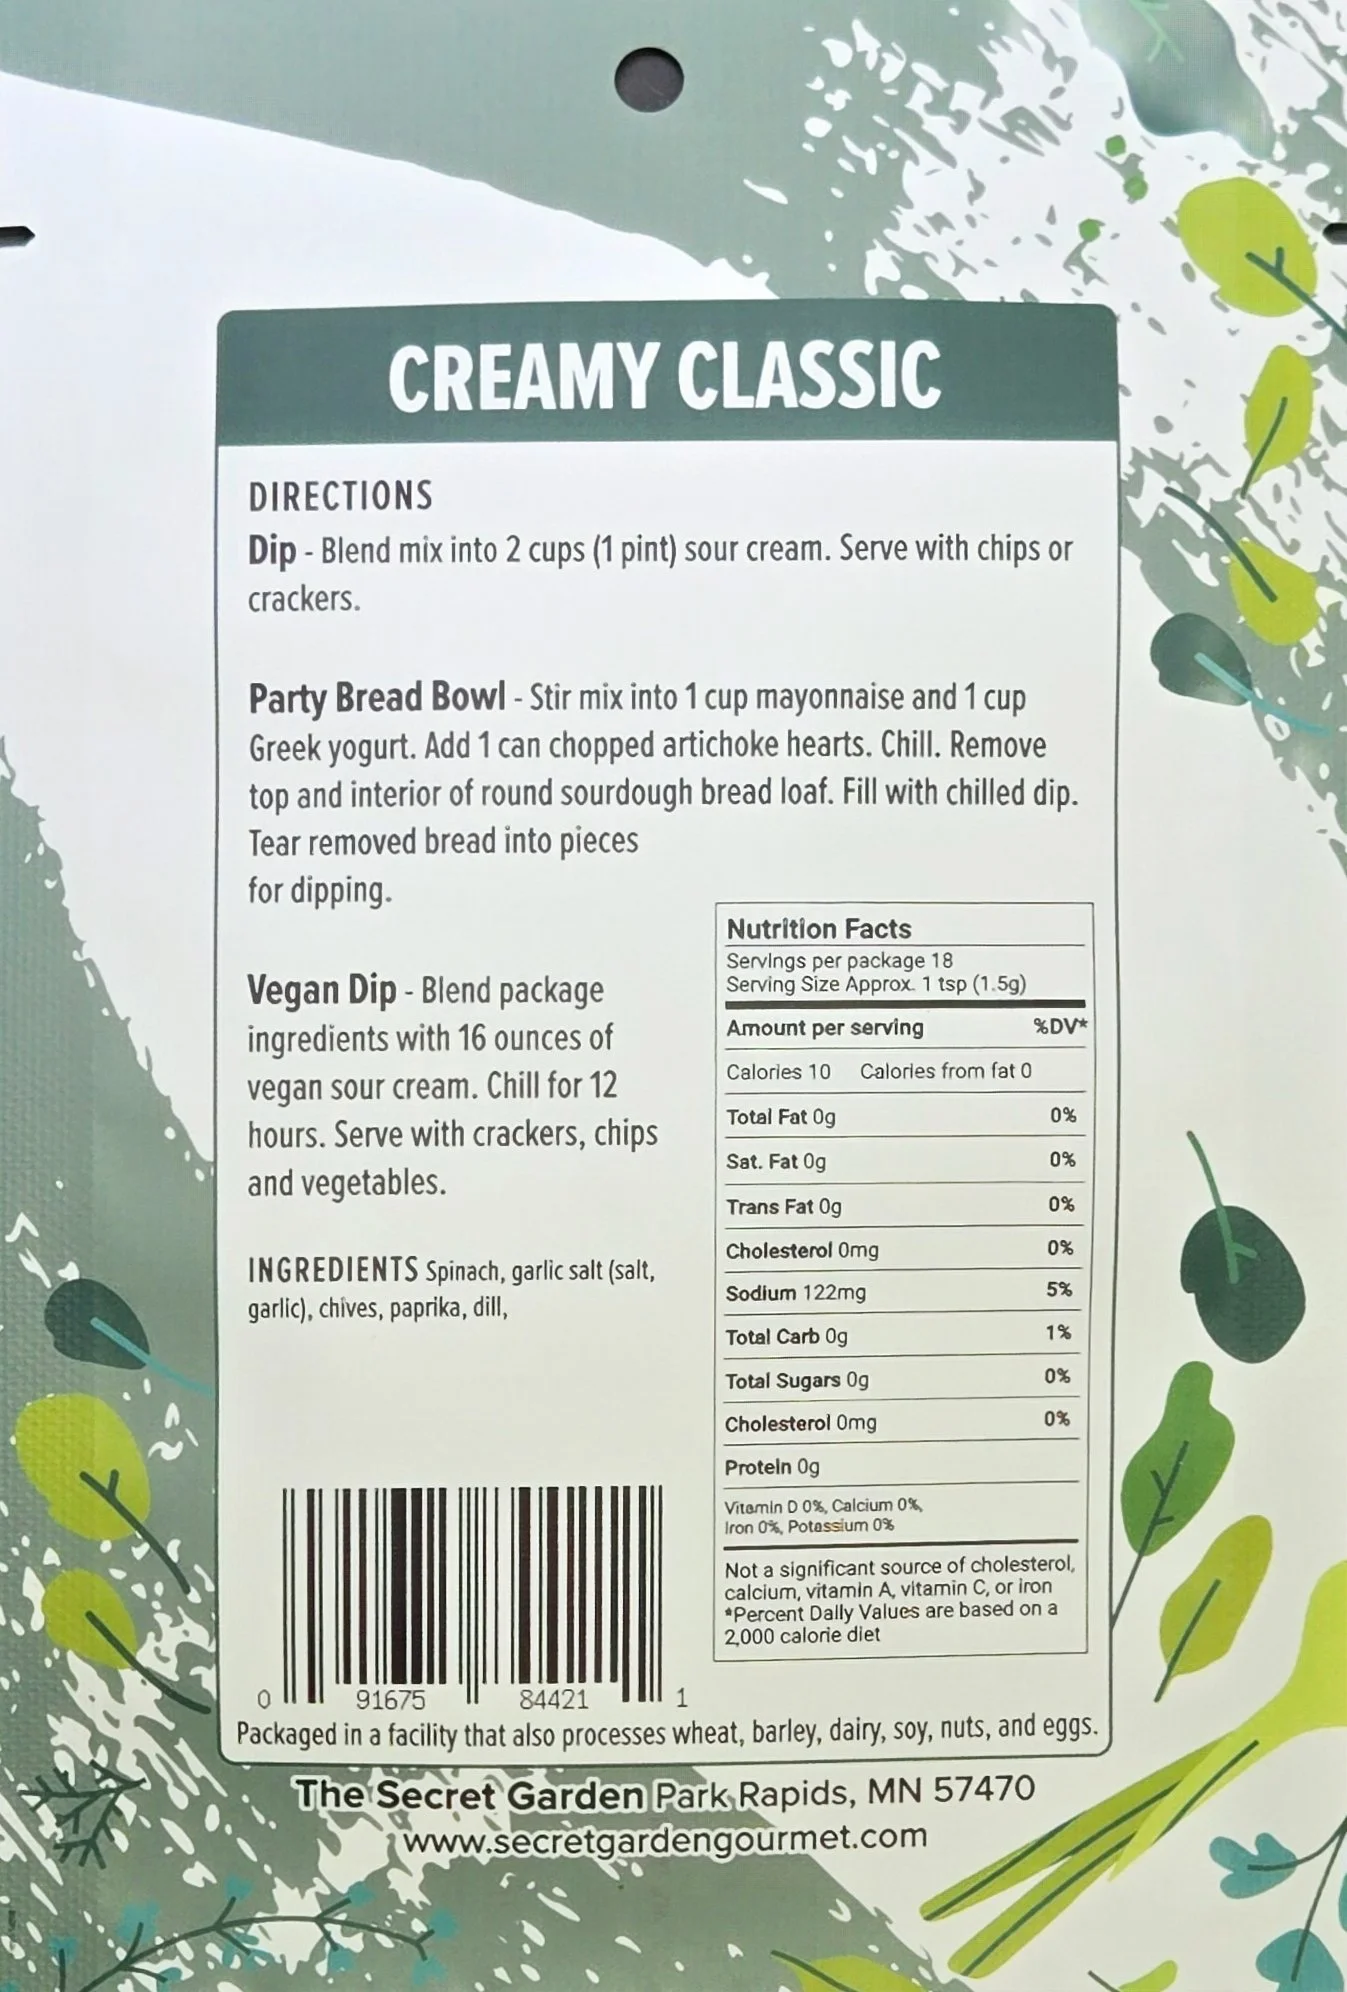 CREAMY CLASSIC
DIRECTIONS
Dip - Blend mix into 2 cups (1 pint) sour cream. Serve with chips or
crackers.
Party Bread Bowl - Stir mix into 1 cup mayonnaise and 1 cup
Greek yogurt. Add 1 can chopped artichoke hearts. Chill. Remove
top and interior of round sourdough bread loaf. Fill with chilled dip.
Tear removed bread into pieces
for dipping.
Vegan Dip - Blend package
ingredients with 16 ounces of
vegan sour cream. Chill for 12
hours. Serve with crackers, chips
and vegetables.
INGREDIENTS Spinach, garlic salt (salt,
garlic), chives, paprika, dill,
Nutrition Facts
Servings per package 18
Serving Size Approx. 1 tsp (1.5g)
Amount per serving %DV*
Calories 10 Calories from fat 0
Total Fat 0g 0%
Sat. Fat 0g 0%
Trans Fat 0g 0%
Cholesterol 0mg 0%
Sodium 122mg 5%
Total Carb 0g 1%
Total Sugars 0g 0%
Cholesterol 0mg 0%
Protein 0g
Vitamin D 0%, Calcium 0%,
Iron 0%, Potassium 0%
Not a significant source of cholesterol,
calcium, vitamin A, vitamin C, or iron
*Percent Daily Values are based on a
2,000 calorie diet
0 91675 84421 1
Packaged in a facility that also processes wheat, barley, dairy, soy, nuts, and eggs.
The Secret Garden Park Rapids, MN 57470
www.secretgardengourmet.com